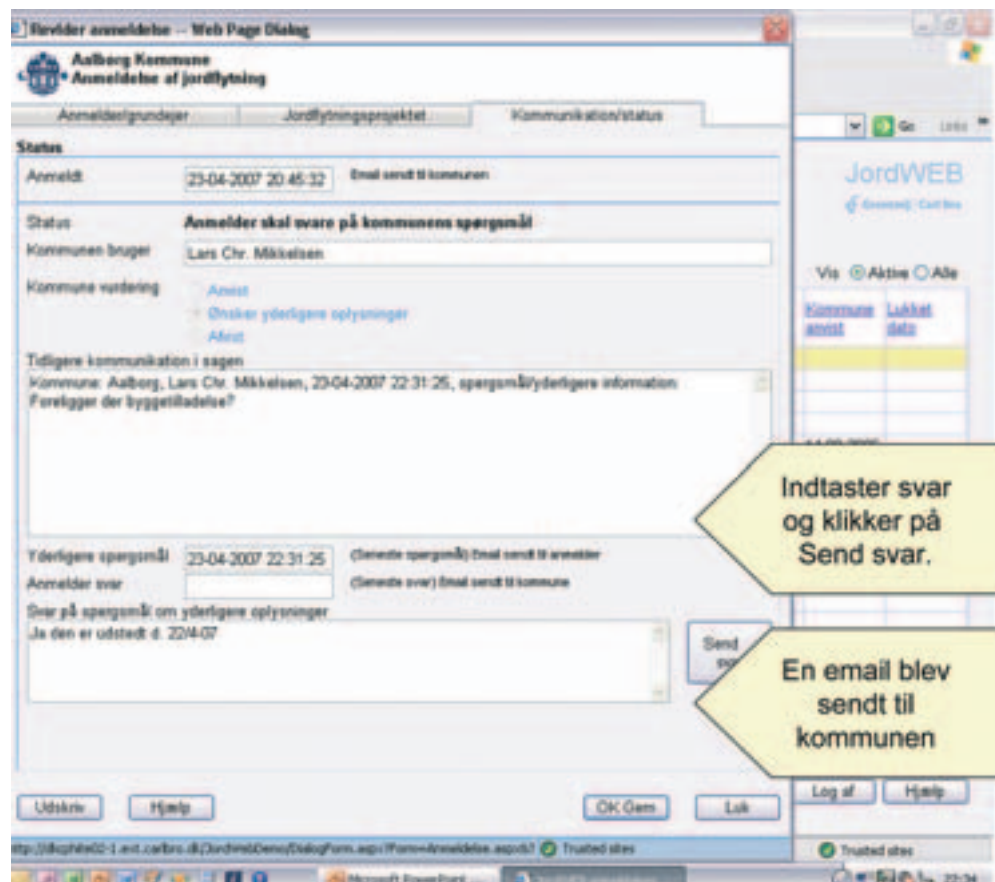 Revider anmeldelse -- Web Page Dialog
Aalborg Kommune
Anmeldelse af jordflytning
Anmelder/grundejer Jordflytningsprojektet Kommunikation/status
Status
Anmeldt 23-04-2007 20:45:32 Email sendt til kommunen
Status Anmelder skal svare på kommunens spørgsmål
Kommunen bruger Lars Chr. Mikkelsen
Kommune vurdering Anvist
Ønsker yderligere oplysninger
Afvist
Tidligere kommunikation i sagen
Kommune: Aalborg, Lars Chr. Mikkelsen, 23-04-2007 22:31:25, spørgsmål/yderligere information:
Foreligger der byggetilladelse?
Yderligere spørgsmål 23-04-2007 22:31:25 (Seneste spørgsmål) Email sendt til anmelder
Anmelder svar (Seneste svar) Email sendt til kommune
Svar på spørgsmål om yderligere oplysninger
Ja den er udstedt d. 22/4-07
Send
Udskriv Hjælp OK Gem Luk
Trusted sites
Go Links
JordWEB
Vis Aktive Alle
Kommune Lukket
anvist dato
Indtaster svar
og klikker på
Send svar.
En email blev
sendt til
kommunen
Log af Hjælp
Trusted sites
Microsoft PowerPoint
22:34